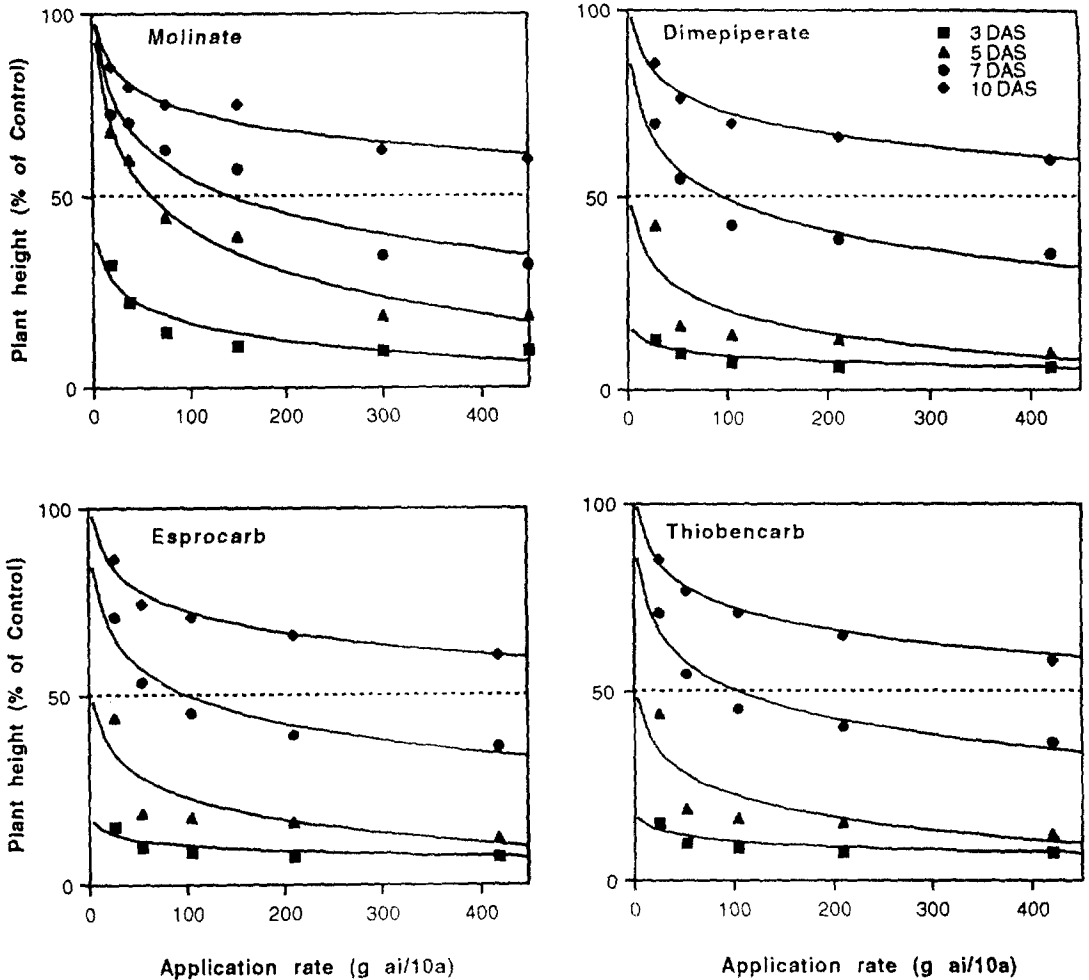 Plant height (% of Control)
100
50
0
Molinate
0 100 200 300 400
100
50
0
Dimepiperate
3 DAS
5 DAS
7 DAS
10 DAS
0 100 200 300 400
Plant height (% of Control)
100
50
0
Esprocarb
0 100 200 300 400
Application rate (g ai/10a)
100
50
0
Thiobencarb
0 100 200 300 400
Application rate (g ai/10a)